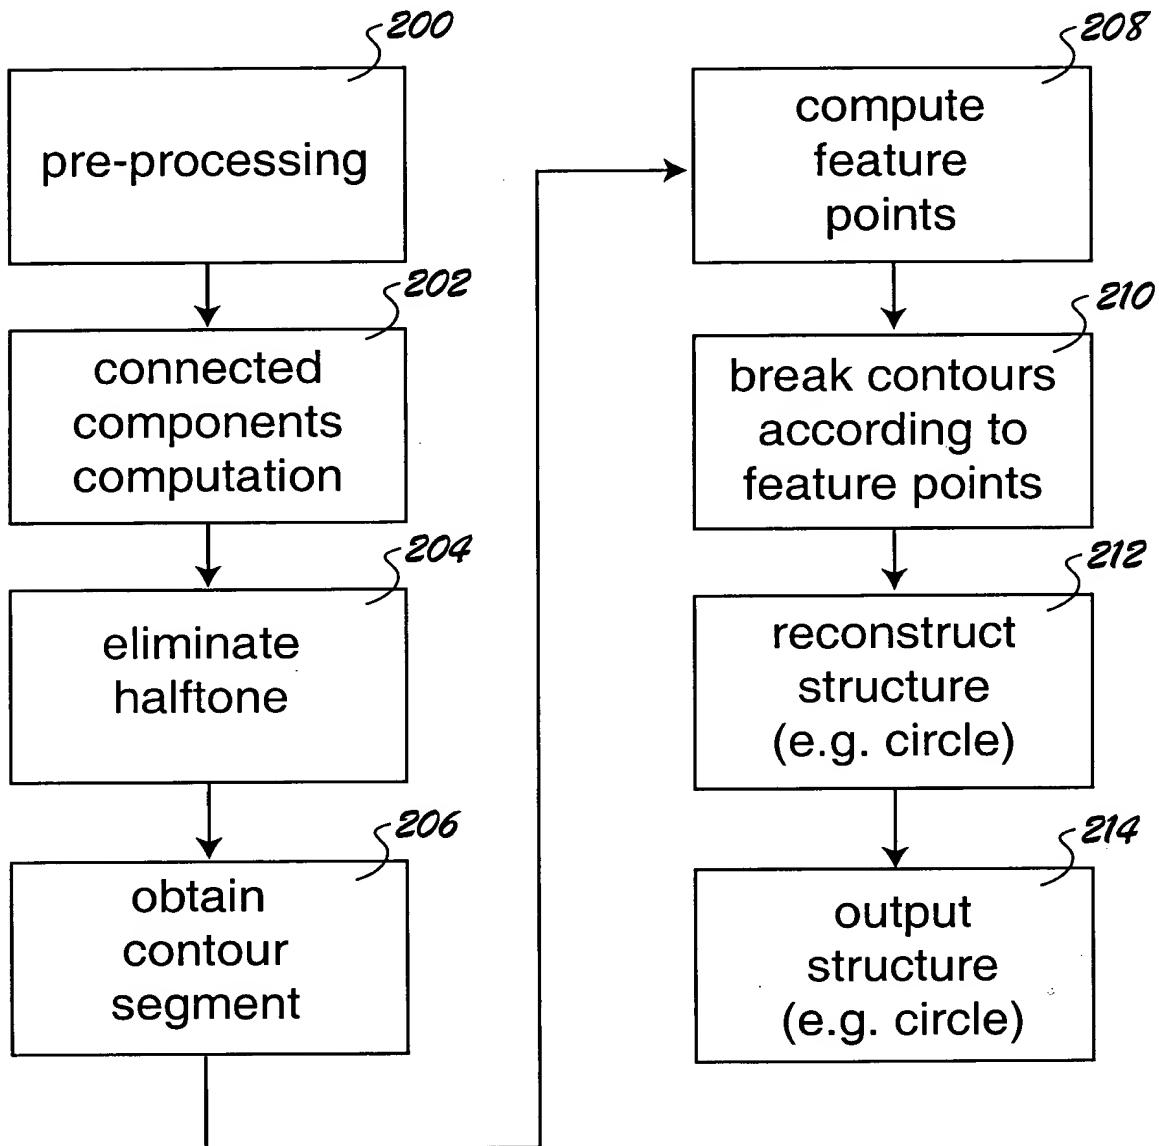 200
pre-processing
202
connected
components
computation
204
eliminate
halftone
206
obtain
contour
segment
208
compute
feature
points
210
break contours
according to
feature points
212
reconstruct
structure
(e.g. circle)
214
output
structure
(e.g. circle)